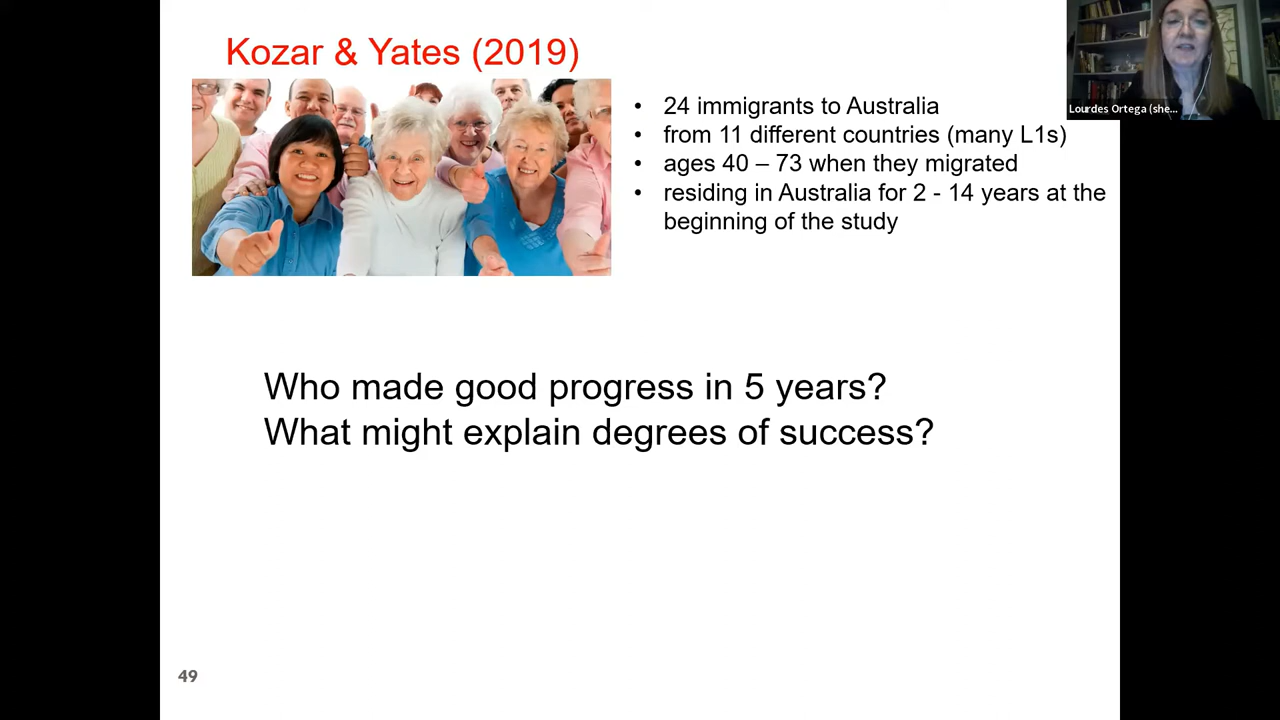 Kozar & Yates (2019)
• 24 immigrants to Australia
• from 11 different countries (many L1s)
• ages 40 – 73 when they migrated
• residing in Australia for 2 - 14 years at the
beginning of the study
Lourdes Ortega (she...
Who made good progress in 5 years?
What might explain degrees of success?
49